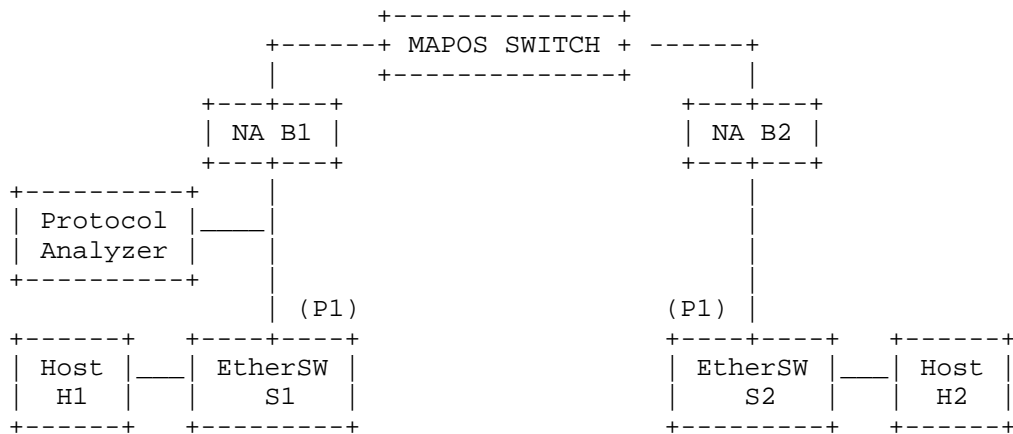 MAPOS SWITCH
NA B1 NA B2
Protocol
Analyzer
(P1) (P1)
Host EtherSW EtherSW Host
H1 S1 S2 H2